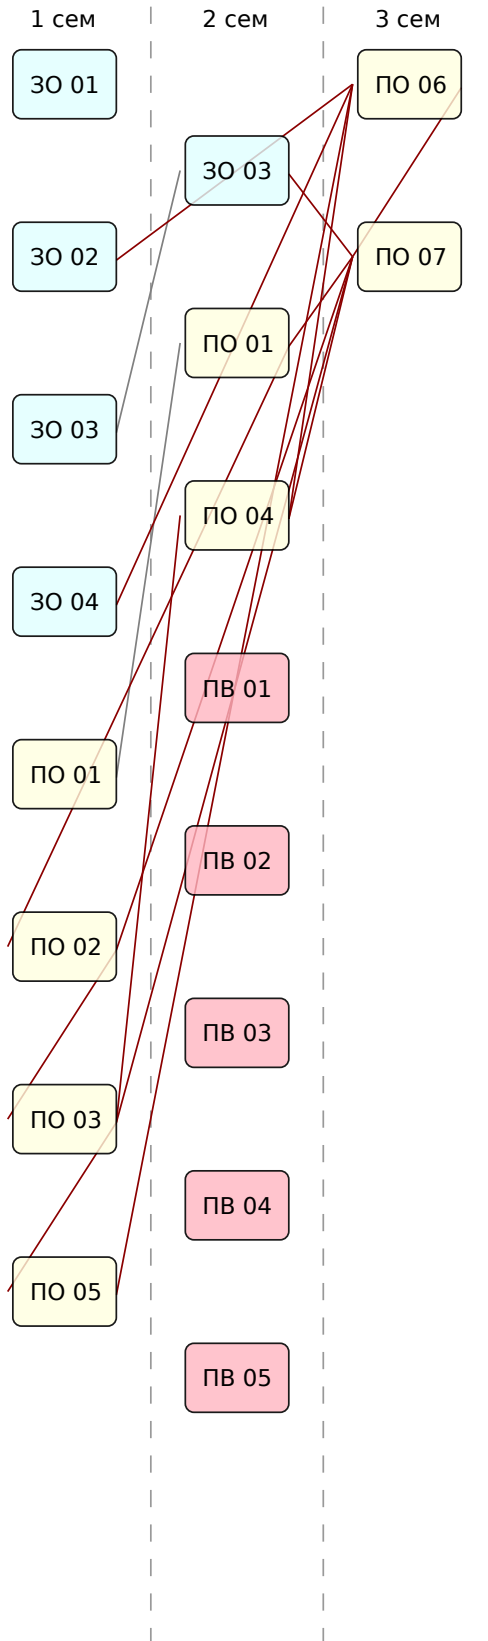 1 сем
2 сем
3 сем
ЗО 01
ПО 06
ЗО 03
ЗО 02
ПО 07
ПО 01
ЗО 03
ПО 04
ЗО 04
ПВ 01
ПО 01
ПВ 02
ПО 02
ПВ 03
ПО 03
ПВ 04
ПО 05
ПВ 05